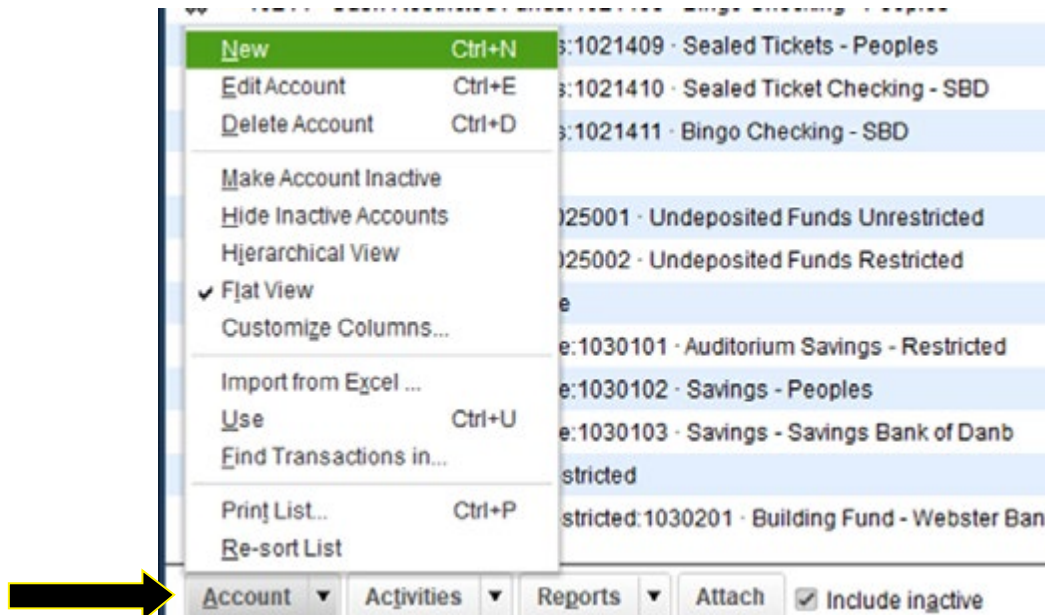 New Ctrl+N
s:1021409 · Sealed Tickets - Peoples
Edit Account Ctrl+E
s:1021410 · Sealed Ticket Checking - SBD
Delete Account Ctrl+D
s:1021411 · Bingo Checking - SBD
Make Account Inactive
Hide Inactive Accounts
025001 · Undeposited Funds Unrestricted
Hierarchical View
025002 · Undeposited Funds Restricted
Flat View
e
Customize Columns...
e:1030101 · Auditorium Savings - Restricted
Import from Excel ...
e:1030102 · Savings - Peoples
Use Ctrl+U
e:1030103 · Savings - Savings Bank of Danb
Find Transactions in...
stricted
Print List... Ctrl+P
stricted:1030201 · Building Fund - Webster Ban
Re-sort List
Account Activities Reports Attach Include inactive